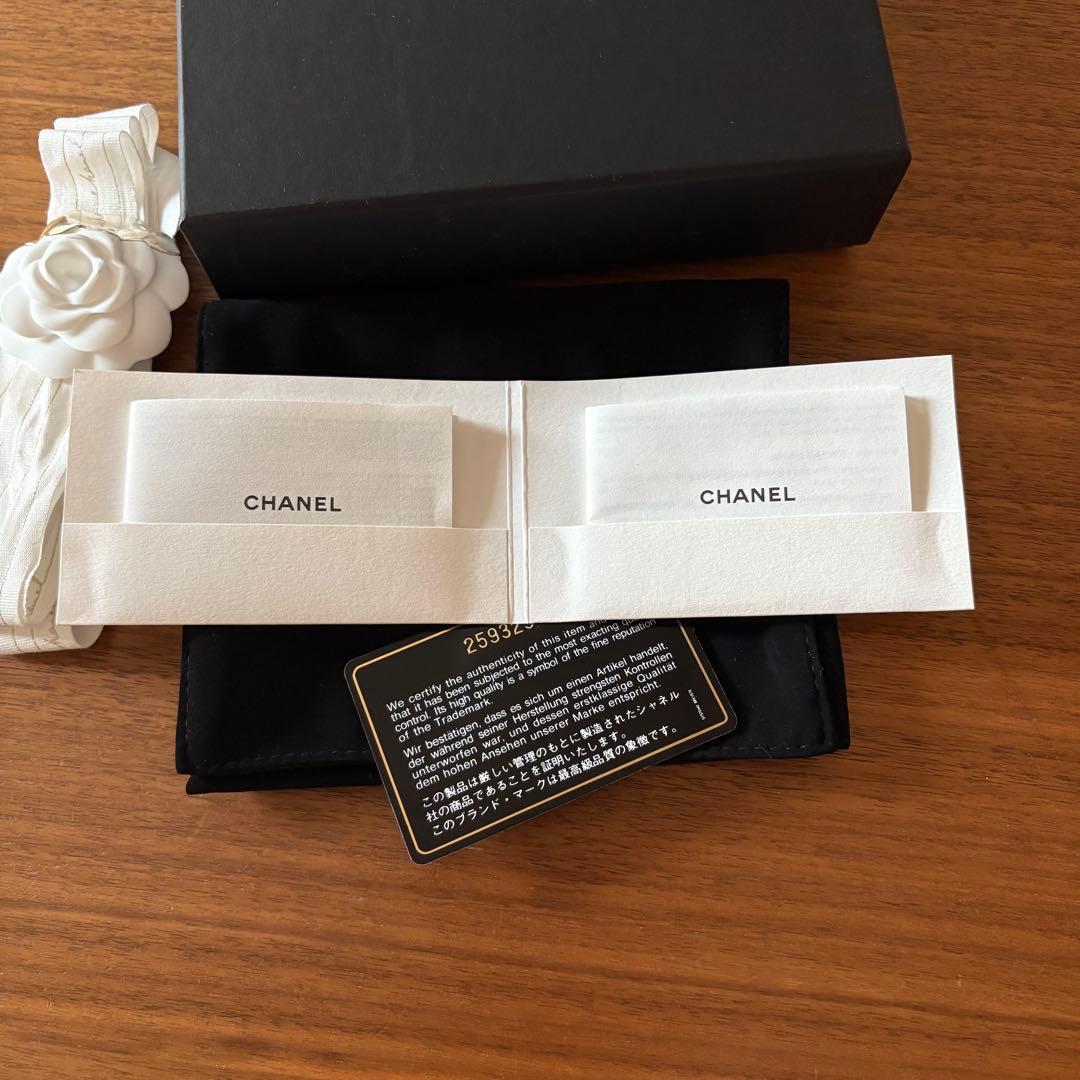 CHANEL
CHANEL
25932
We certify the authenticity of this item
that it has been subjected to the most exacting
control. Its high quality is a symbol of the fine reputation
of the Trademark.
Wir bestätigen, dass es sich um einen Artikel handelt,
der während seiner Herstellung strengsten Kontrollen
unterworfen war, und dessen erstklassige Qualität
dem hohen Ansehen unserer Marke entspricht.
この製品は厳しい管理のもとに製造されたシャネル
社の商品であることを証明いたします。
このブランド・マークは最高級品質の象徴です。